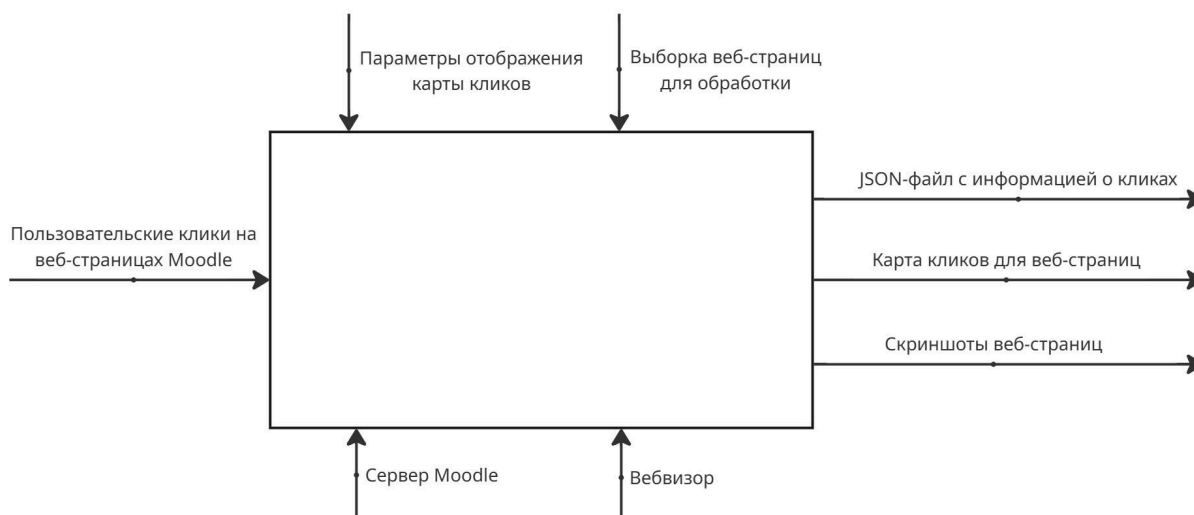 Параметры отображения
карты кликов
Выборка веб-страниц
для обработки
JSON-файл с информацией о кликах
Пользовательские клики на
веб-страницах Moodle
Карта кликов для веб-страниц
Скриншоты веб-страниц
Сервер Moodle
Вебвизор